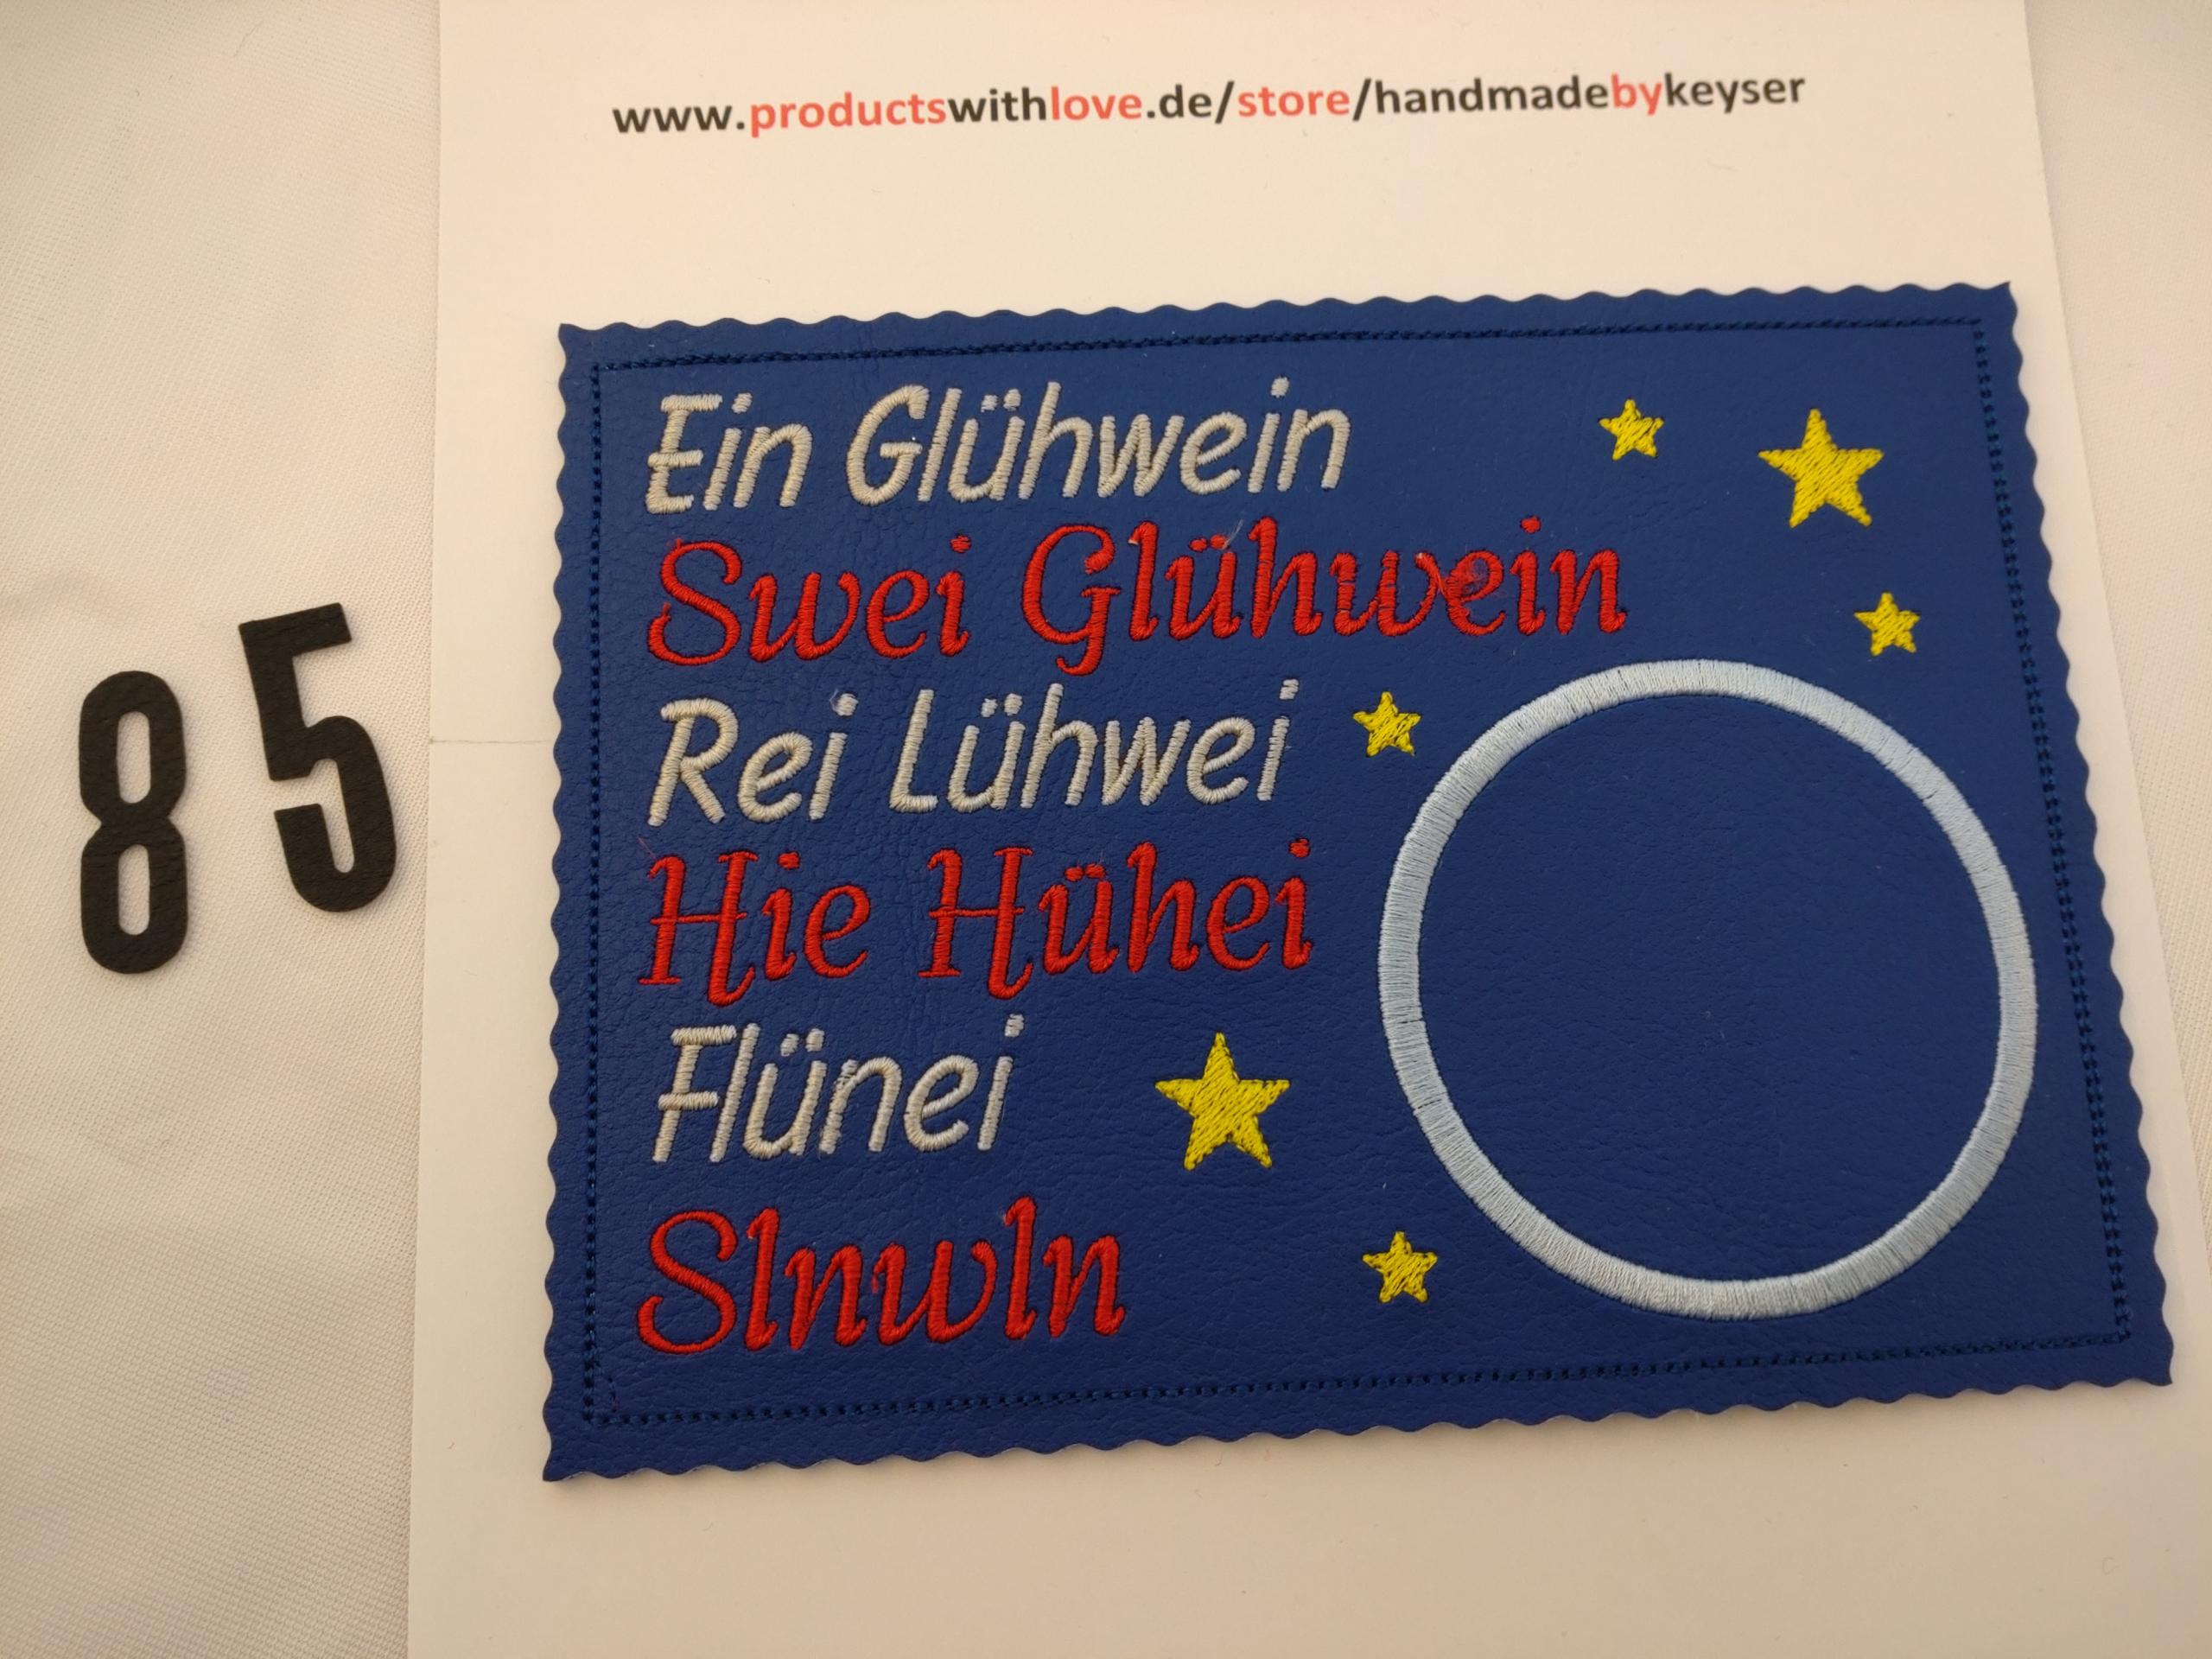 www.productswithlove.de/store/handmadebykeyser
85
Ein Glühwein
Swei Glühwein
Rei Lühwei
Hie Hühei
Flünei
Slnwln